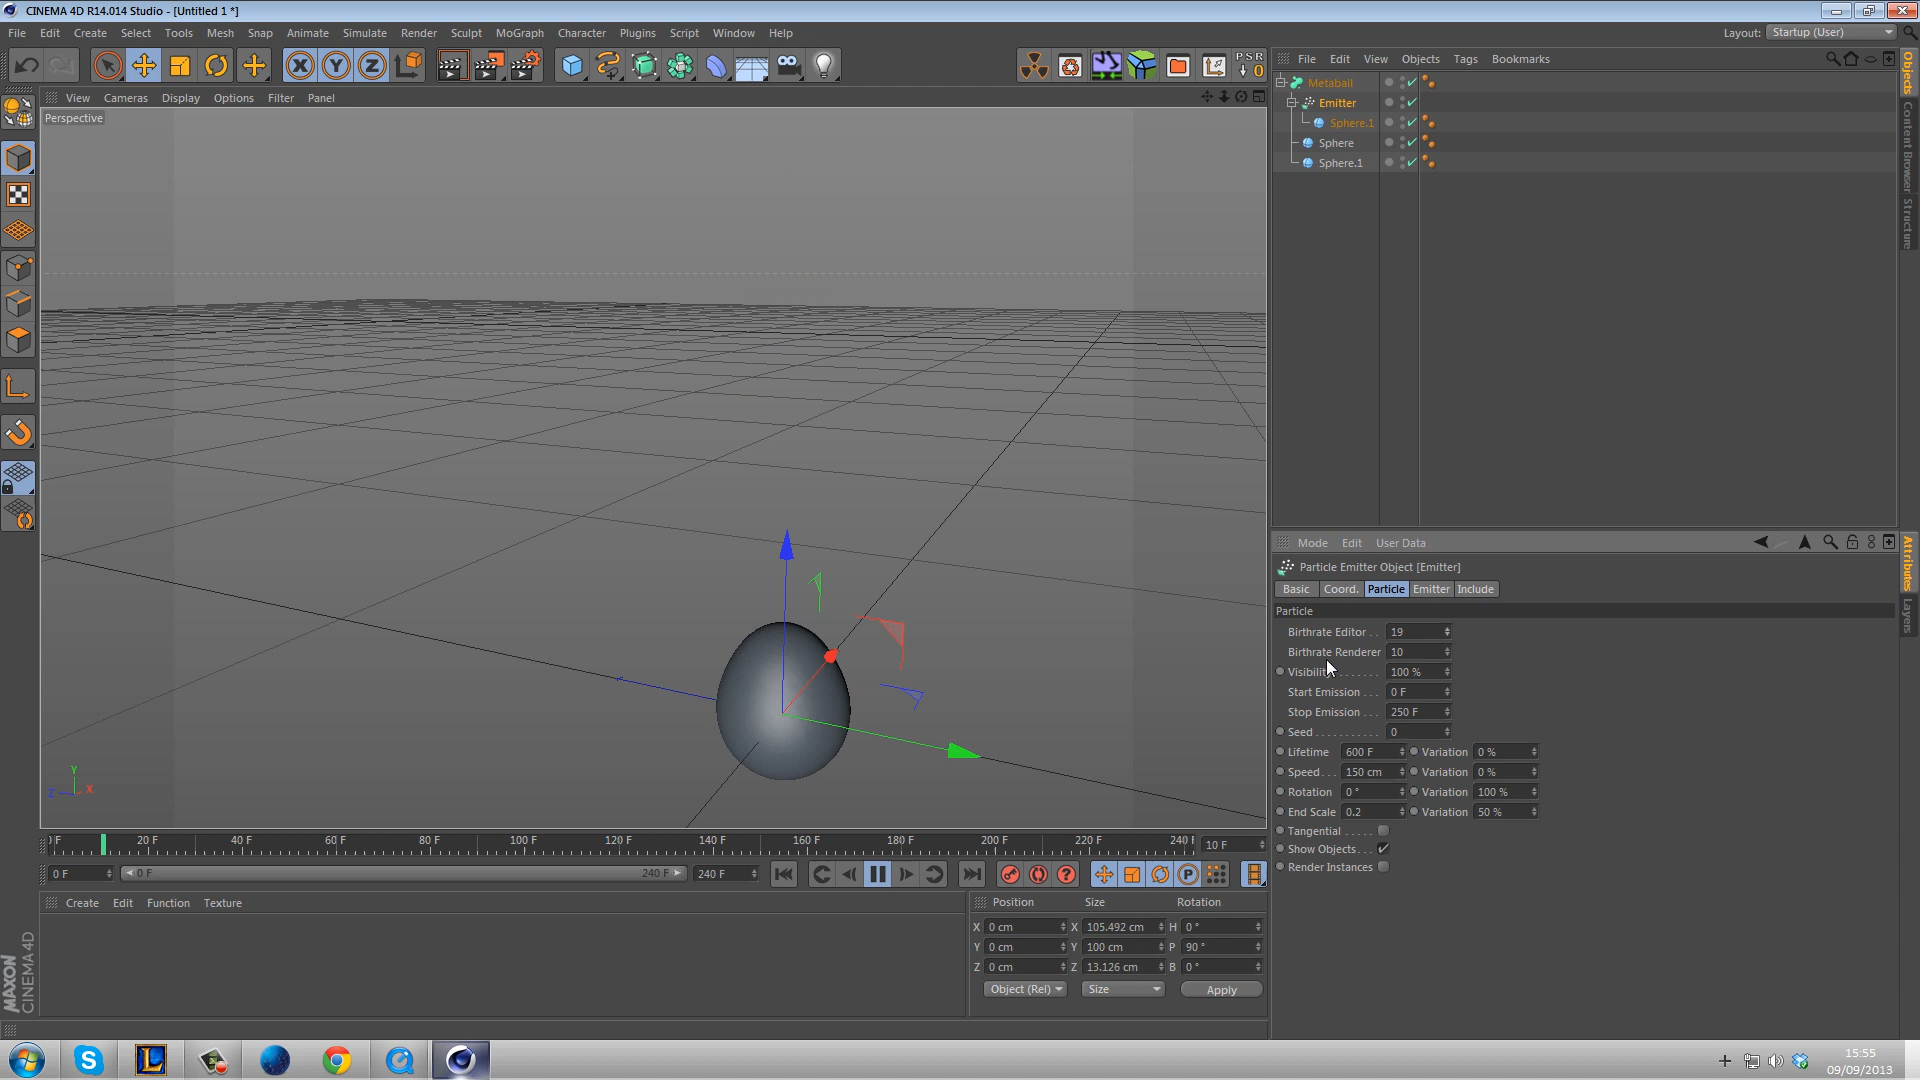 CINEMA 4D R14.014 Studio - [Untitled 1 *]
File Edit Create Select Tools Mesh Snap Animate Simulate Render Sculpt MoGraph Character Plugins Script Window Help
Layout: Startup (User)
PSR
0
File Edit View Objects Tags Bookmarks
View Cameras Display Options Filter Panel
Perspective
Metaball
Emitter
Sphere.1
Sphere
Sphere.1
Objects
Content Browser
Structure
Mode Edit User Data
Particle Emitter Object [Emitter]
Basic Coord. Particle Emitter Include
Particle
Birthrate Editor . . 19
Birthrate Renderer 10
Visibilit . . . . . . . 100 %
Start Emission . . . 0 F
Stop Emission . . . 250 F
Seed . . . . . . . . . . . 0
Lifetime 600 F Variation 0 %
Speed . . . 150 cm Variation 0 %
Rotation 0 ° Variation 100 %
End Scale 0.2 Variation 50 %
Tangential . . . . .
Show Objects . . .
Render Instances
Attributes
Layers
Y
Z X
F 20 F 40 F 60 F 80 F 100 F 120 F 140 F 160 F 180 F 200 F 220 F 240 F 10 F
0 F 0 F 240 F 240 F
Create Edit Function Texture
Position Size Rotation
X 0 cm X 105.492 cm H 0 °
Y 0 cm Y 100 cm P 90 °
Z 0 cm Z 13.126 cm B 0 °
Object (Rel) Size Apply
MAXON
CINEMA 4D
15:55
09/09/2013